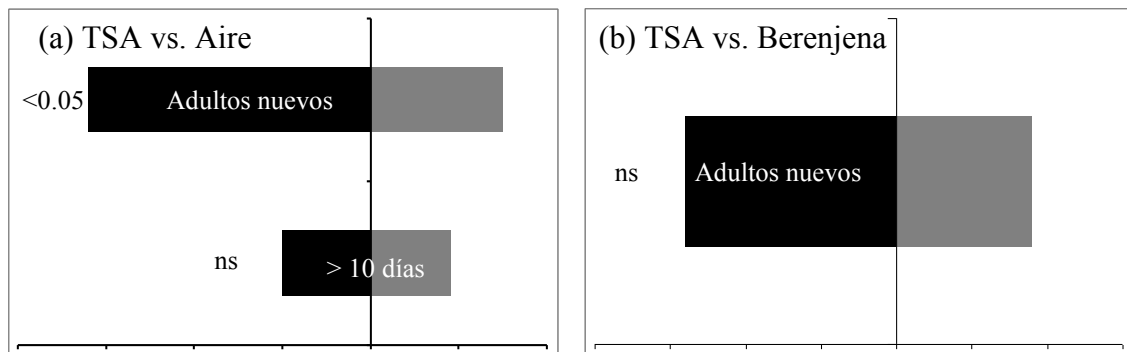 (a) TSA vs. Aire
<0.05
Adultos nuevos
ns
> 10 días
(b) TSA vs. Berenjena
ns
Adultos nuevos